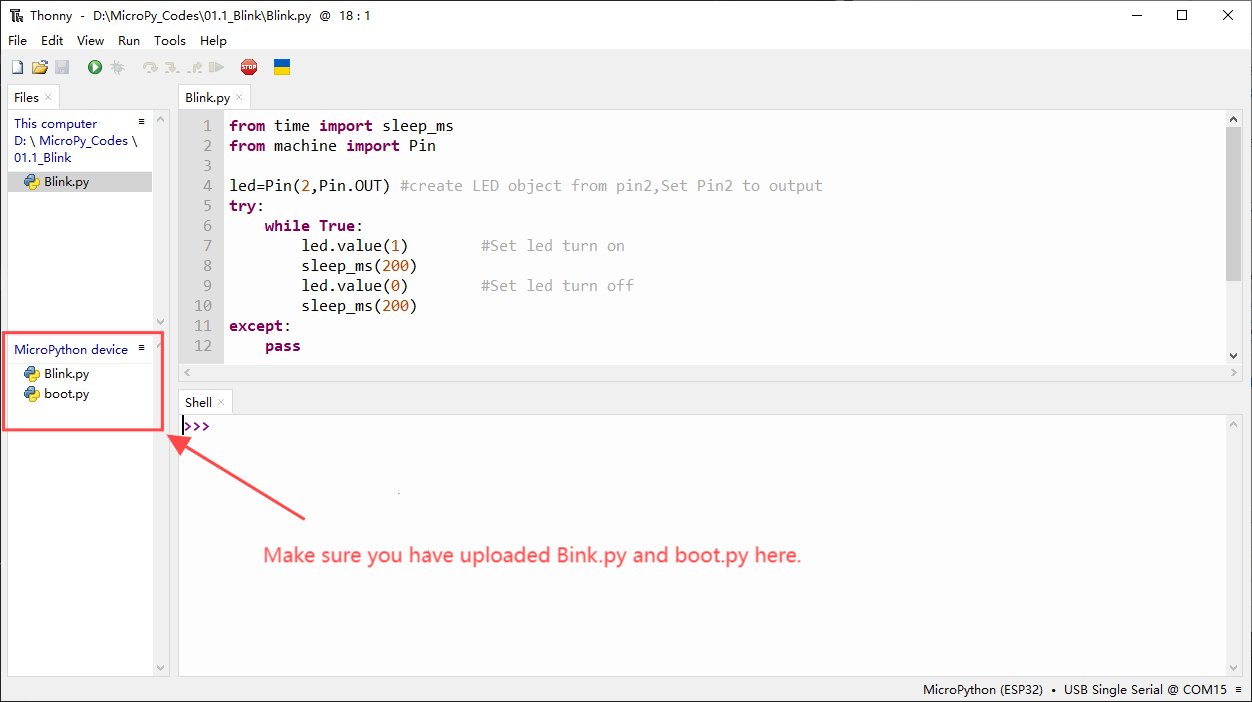 Thonny - D:\MicroPy_Codes\01.1_Blink\Blink.py @ 18 : 1
File Edit View Run Tools Help
STOP
Files ×
This computer ≡
D: \ MicroPy_Codes \
01.1_Blink
Blink.py
MicroPython device ≡
Blink.py
boot.py
Blink.py ×
1 from time import sleep_ms
2 from machine import Pin
3
4 led=Pin(2,Pin.OUT) #create LED object from pin2,Set Pin2 to output
5 try:
6     while True:
7         led.value(1)        #Set led turn on
8         sleep_ms(200)
9         led.value(0)        #Set led turn off
10         sleep_ms(200)
11 except:
12     pass
Shell ×
>>>
Make sure you have uploaded Bink.py and boot.py here.
MicroPython (ESP32) • USB Single Serial @ COM15 ≡